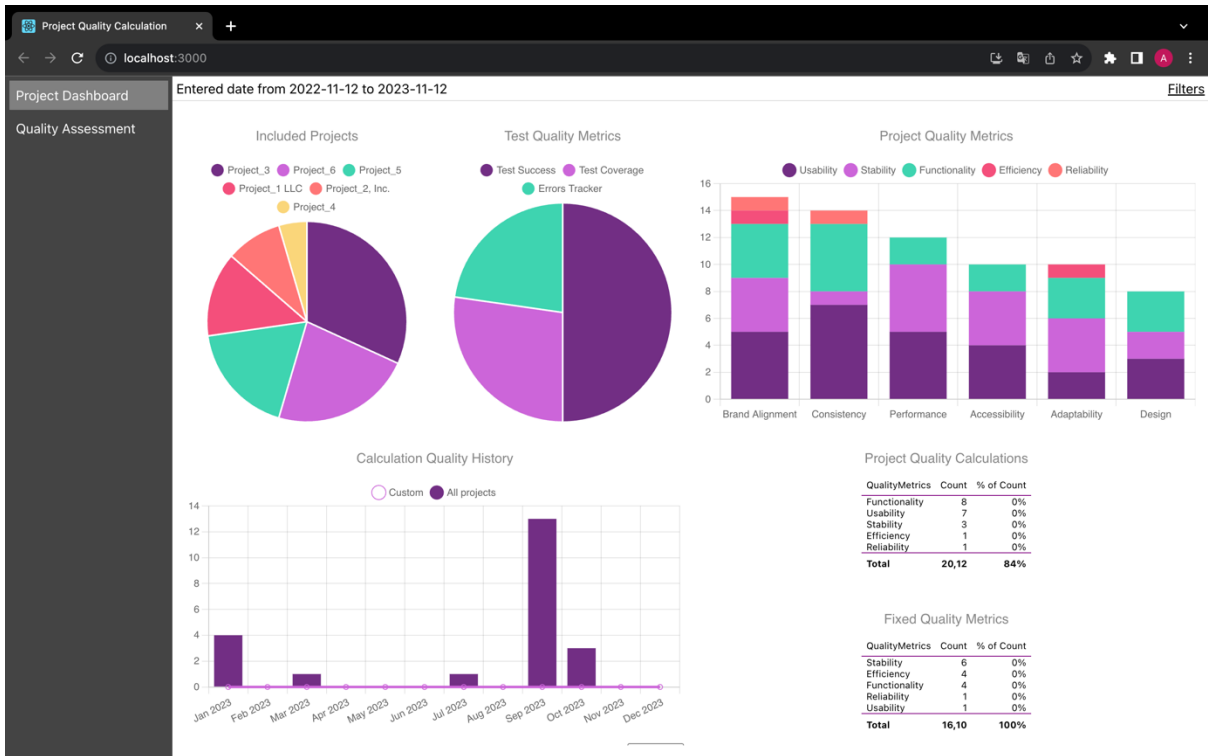 Project Quality Calculation
localhost:3000
A
Project Dashboard
Quality Assessment
Entered date from 2022-11-12 to 2023-11-12
Filters
Included Projects
Project_3 Project_6 Project_5
Project_1 LLC Project_2, Inc.
Project_4
Test Quality Metrics
Test Success Test Coverage
Errors Tracker
Project Quality Metrics
Usability Stability Functionality Efficiency Reliability
16
14
12
10
8
6
4
2
0
Brand Alignment Consistency Performance Accessibility Adaptability Design
Calculation Quality History
Custom All projects
14
12
10
8
6
4
2
0
Jan 2023 Feb 2023 Mar 2023 Apr 2023 May 2023 Jun 2023 Jul 2023 Aug 2023 Sep 2023 Oct 2023 Nov 2023 Dec 2023
Project Quality Calculations
QualityMetrics Count % of Count
Functionality 8 0%
Usability 7 0%
Stability 3 0%
Efficiency 1 0%
Reliability 1 0%
Total 20,12 84%
Fixed Quality Metrics
QualityMetrics Count % of Count
Stability 6 0%
Efficiency 4 0%
Functionality 4 0%
Reliability 1 0%
Usability 1 0%
Total 16,10 100%